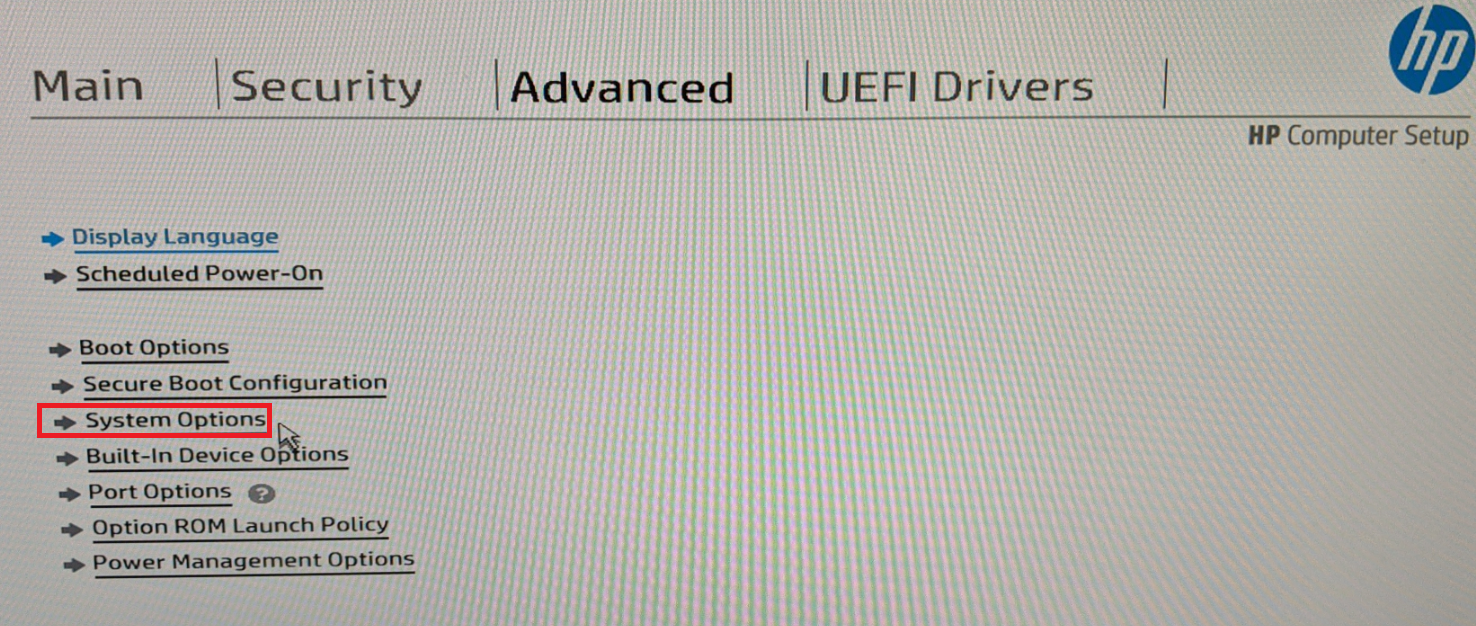 Main
Security
Advanced
UEFI Drivers
hp
HP Computer Setup
Display Language
Scheduled Power-On
Boot Options
Secure Boot Configuration
System Options
Built-In Device Options
Port Options ?
Option ROM Launch Policy
Power Management Options